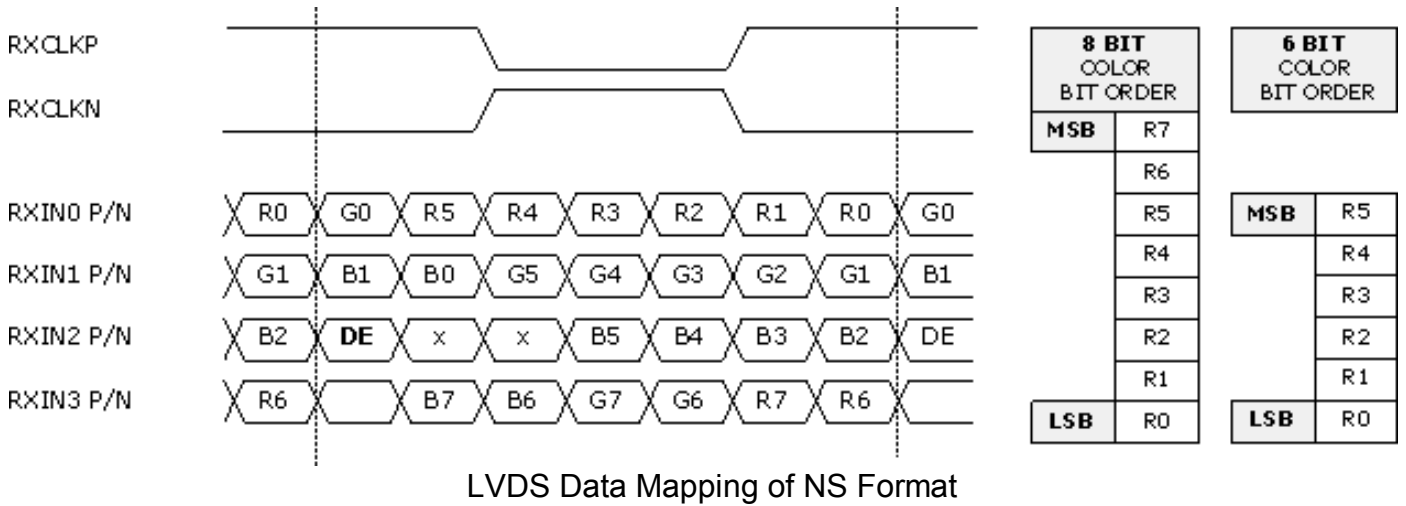 RXCLKP
RXCLKN
RXIN0 P/N R0 G0 R5 R4 R3 R2 R1 R0 G0
RXIN1 P/N G1 B1 B0 G5 G4 G3 G2 G1 B1
RXIN2 P/N B2 DE x x B5 B4 B3 B2 DE
RXIN3 P/N R6 B7 B6 G7 G6 R7 R6
8 BIT
COLOR
BIT ORDER
MSB R7
R6
R5
R4
R3
R2
R1
LSB R0
6 BIT
COLOR
BIT ORDER
MSB R5
R4
R3
R2
R1
LSB R0
LVDS Data Mapping of NS Format